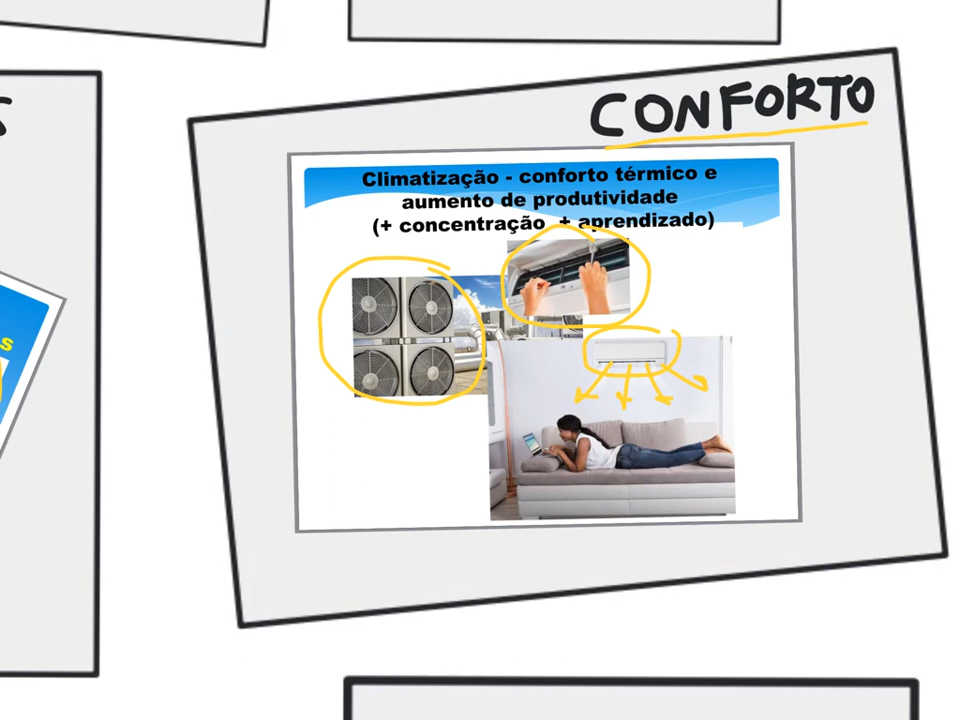 CONFORTO
Climatização - conforto térmico e
aumento de produtividade
(+ concentração + aprendizado)
s